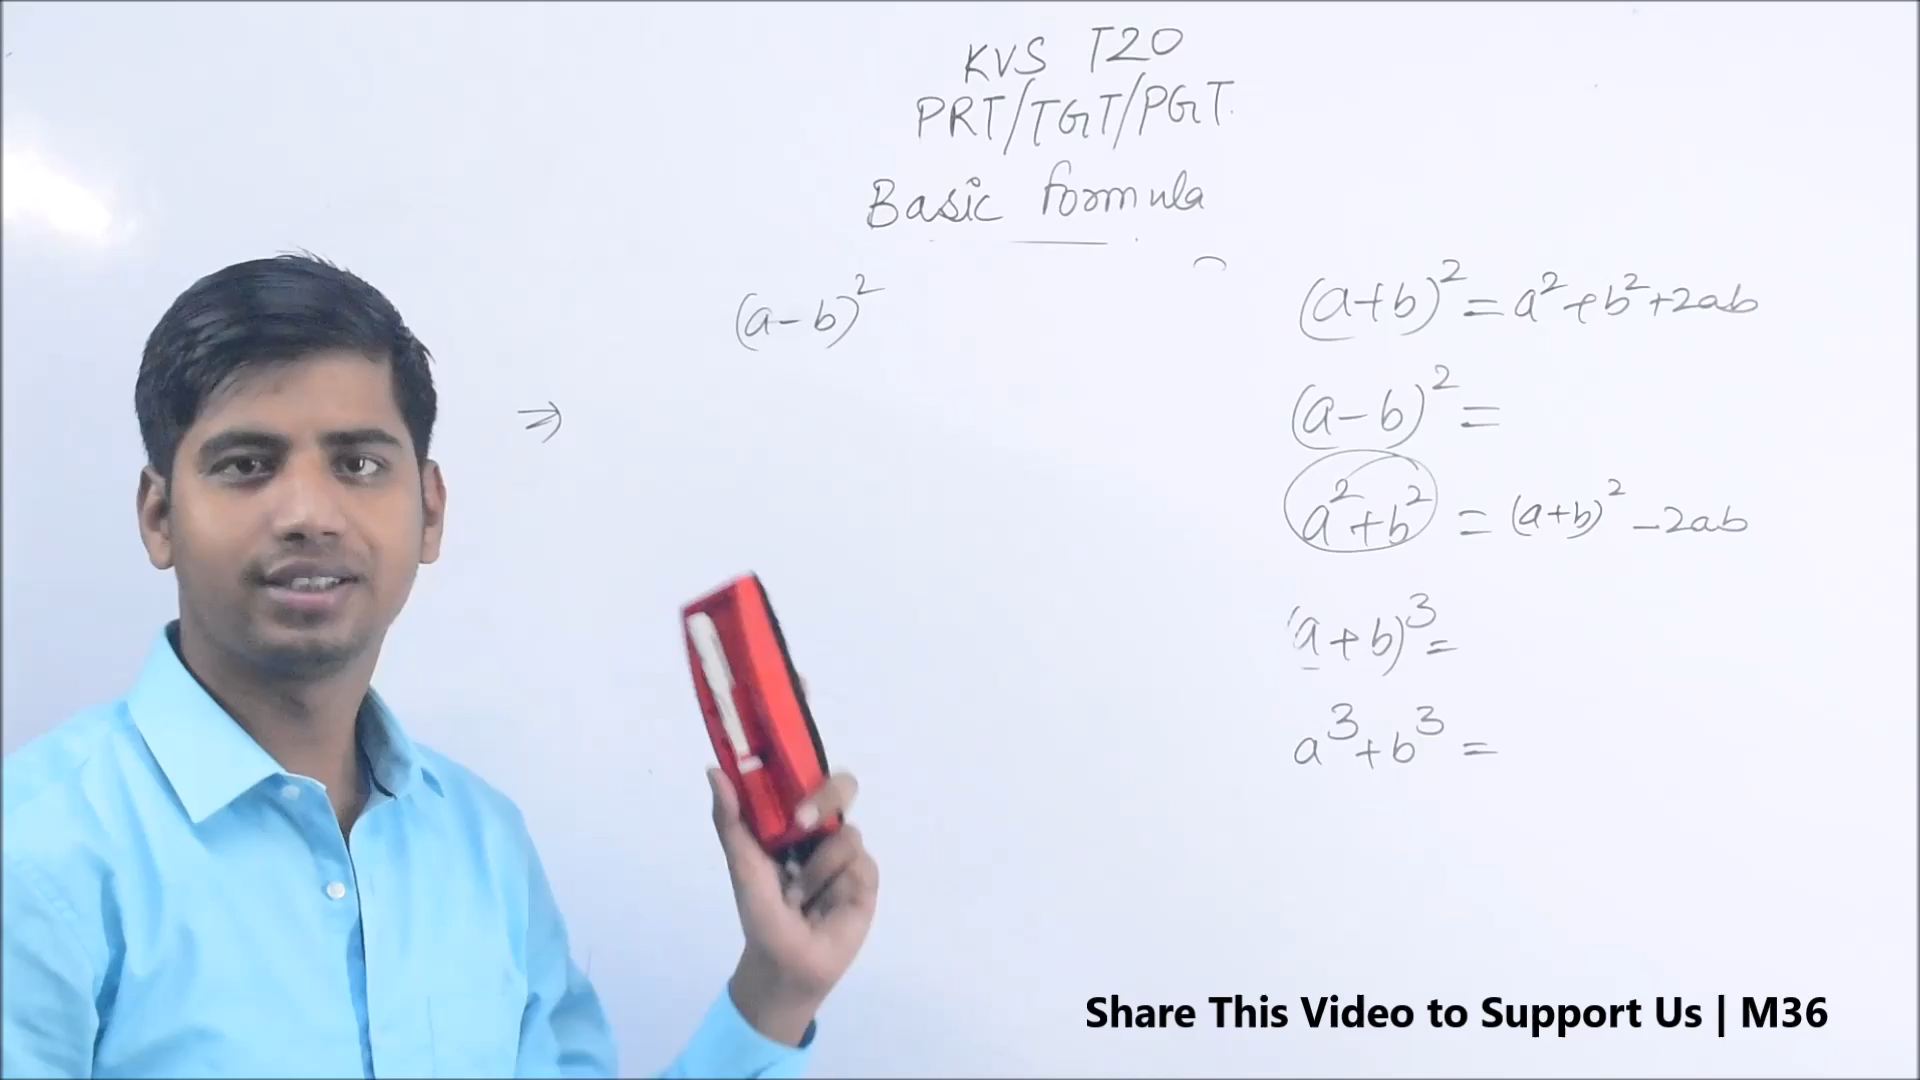 KVS T20
PRT/TGT/PGT.
Basic formula
(a-b)²
⇒
(a+b)² = a²+b²+2ab
(a-b)² =
a²+b² = (a+b)² -2ab
(a+b)³ =
a³+b³ =
Share This Video to Support Us | M36